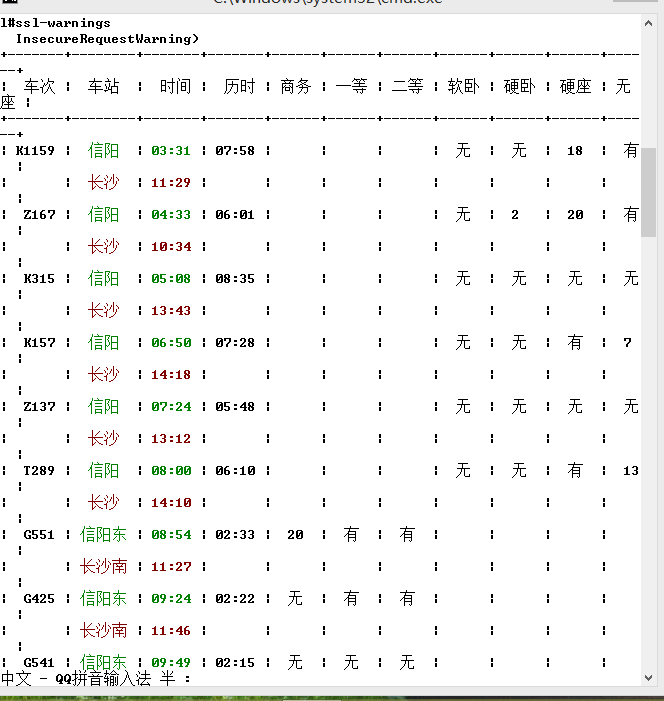 C:\Windows\system32\cmd.exe
l#ssl-warnings
InsecureRequestWarning)
+------+-------+-------+-------+------+------+------+------+------+------+----
--+
| 车次 | 车站 | 时间 | 历时 | 商务 | 一等 | 二等 | 软卧 | 硬卧 | 硬座 | 无
座 |
+------+-------+-------+-------+------+------+------+------+------+------+----
--+
| K1159 | 信阳 | 03:31 | 07:58 | | | | 无 | 无 | 18 | 有
|
| | 长沙 | 11:29 | | | | | | | |
|
| Z167 | 信阳 | 04:33 | 06:01 | | | | 无 | 2 | 20 | 有
|
| | 长沙 | 10:34 | | | | | | | |
|
| K315 | 信阳 | 05:08 | 08:35 | | | | 无 | 无 | 无 | 无
|
| | 长沙 | 13:43 | | | | | | | |
|
| K157 | 信阳 | 06:50 | 07:28 | | | | 无 | 无 | 有 | 7
|
| | 长沙 | 14:18 | | | | | | | |
|
| Z137 | 信阳 | 07:24 | 05:48 | | | | 无 | 无 | 无 | 无
|
| | 长沙 | 13:12 | | | | | | | |
|
| T289 | 信阳 | 08:00 | 06:10 | | | | 无 | 无 | 有 | 13
|
| | 长沙 | 14:10 | | | | | | | |
|
| G551 | 信阳东 | 08:54 | 02:33 | 20 | 有 | 有 | | | |
|
| | 长沙南 | 11:27 | | | | | | | |
|
| G425 | 信阳东 | 09:24 | 02:22 | 无 | 有 | 有 | | | |
|
| | 长沙南 | 11:46 | | | | | | | |
|
| G541 | 信阳东 | 09:49 | 02:15 | 无 | 无 | 无 | | | |
中文 - QQ拼音输入法 半 :